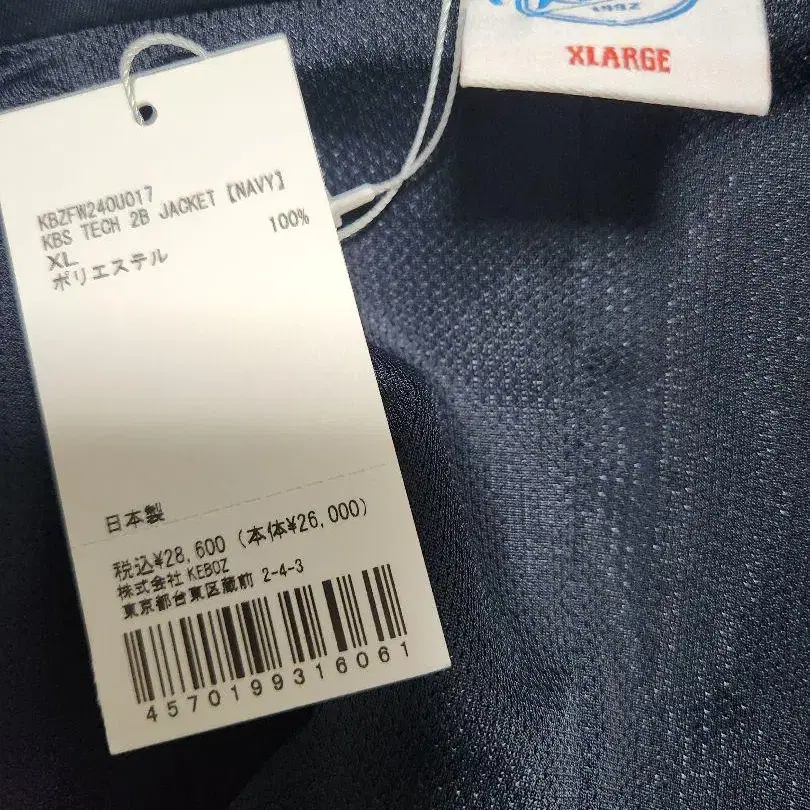 1992
XLARGE
KBZFW240U017
KBS TECH 2B JACKET【NAVY】
XL
ポリエステル 100%
日本製
税込¥28,600 (本体¥26,000)
株式会社 KEBOZ
東京都台東区蔵前 2-4-3
4570199316061